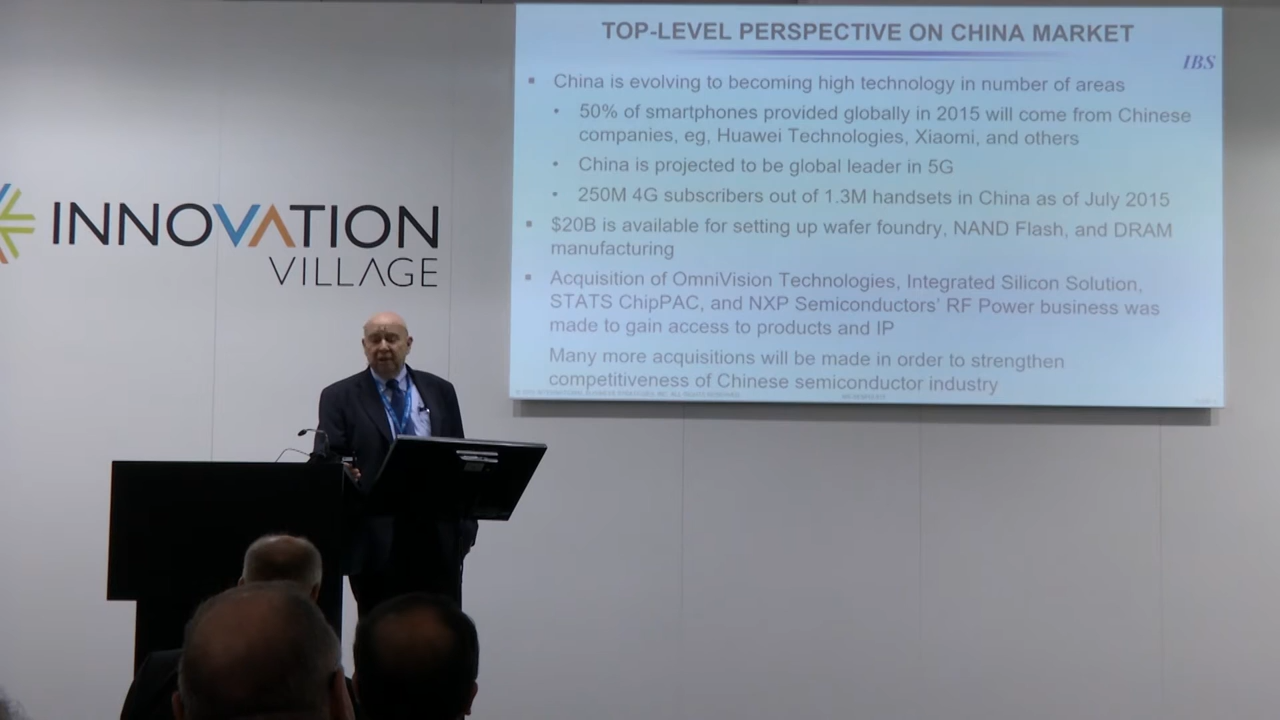 INNOVATION
VILLAGE
TOP-LEVEL PERSPECTIVE ON CHINA MARKET
IBS
▪ China is evolving to becoming high technology in number of areas
• 50% of smartphones provided globally in 2015 will come from Chinese
companies, eg, Huawei Technologies, Xiaomi, and others
• China is projected to be global leader in 5G
• 250M 4G subscribers out of 1.3M handsets in China as of July 2015
▪ $20B is available for setting up wafer foundry, NAND Flash, and DRAM
manufacturing
▪ Acquisition of OmniVision Technologies, Integrated Silicon Solution,
STATS ChipPAC, and NXP Semiconductors' RF Power business was
made to gain access to products and IP
Many more acquisitions will be made in order to strengthen
competitiveness of Chinese semiconductor industry